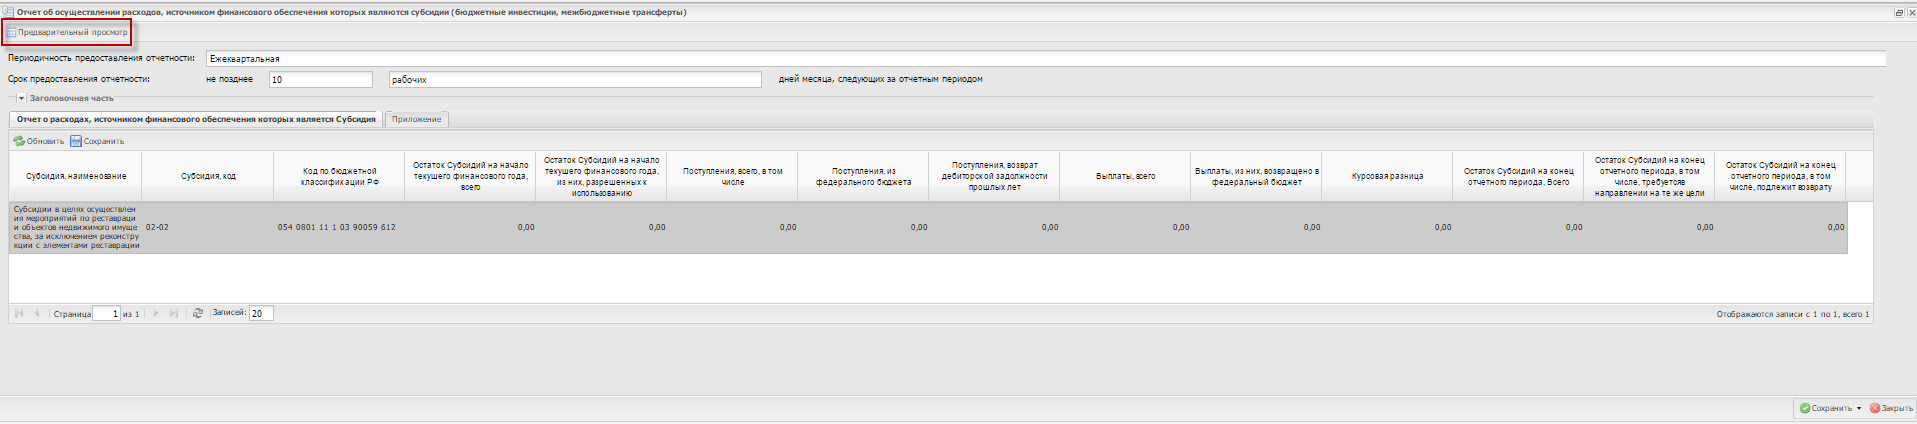 Отчет об осуществлении расходов, источником финансового обеспечения которых являются субсидии (бюджетные инвестиции, межбюджетные трансферты)
Предварительный просмотр
Периодичность предоставления отчетности: Ежеквартальная
Срок предоставления отчетности: не позднее 10 рабочих дней месяца, следующих за отчетным периодом
Заголовочная часть
Отчет о расходах, источником финансового обеспечения которых является Субсидия Приложение
Обновить Сохранить
Субсидия, наименование
Субсидия, код
Код по бюджетной
классификации РФ
Остаток Субсидий на начало
текущего финансового года,
всего
Остаток Субсидий на начало
текущего финансового года,
из них, разрешенных к
использованию
Поступления, всего, в том
числе
Поступления, из
федерального бюджета
Поступления, возврат
дебиторской задолжности
прошлых лет
Выплаты, всего
Выплаты, из них, возвращено в
федеральный бюджет
Курсовая разница
Остаток Субсидий на конец
отчетного периода, Всего
Остаток Субсидий на конец
отчетного периода, в том
числе, требуется
направлении на те же цели
Остаток Субсидий на конец
отчетного периода, в том
числе, подлежит возврату
Субсидии в целях осуществлен
ия мероприятий по реставраци
и объектов недвижимого имуще
ства, за исключением реконстру
кции с элементами реставрации
02-02
054 0801 11 1 03 90059 612
0,00 0,00 0,00 0,00 0,00 0,00 0,00 0,00 0,00 0,00 0,00
Страница 1 из 1 Записей: 20
Отображаются записи с 1 по 1, всего 1
Сохранить Закрыть